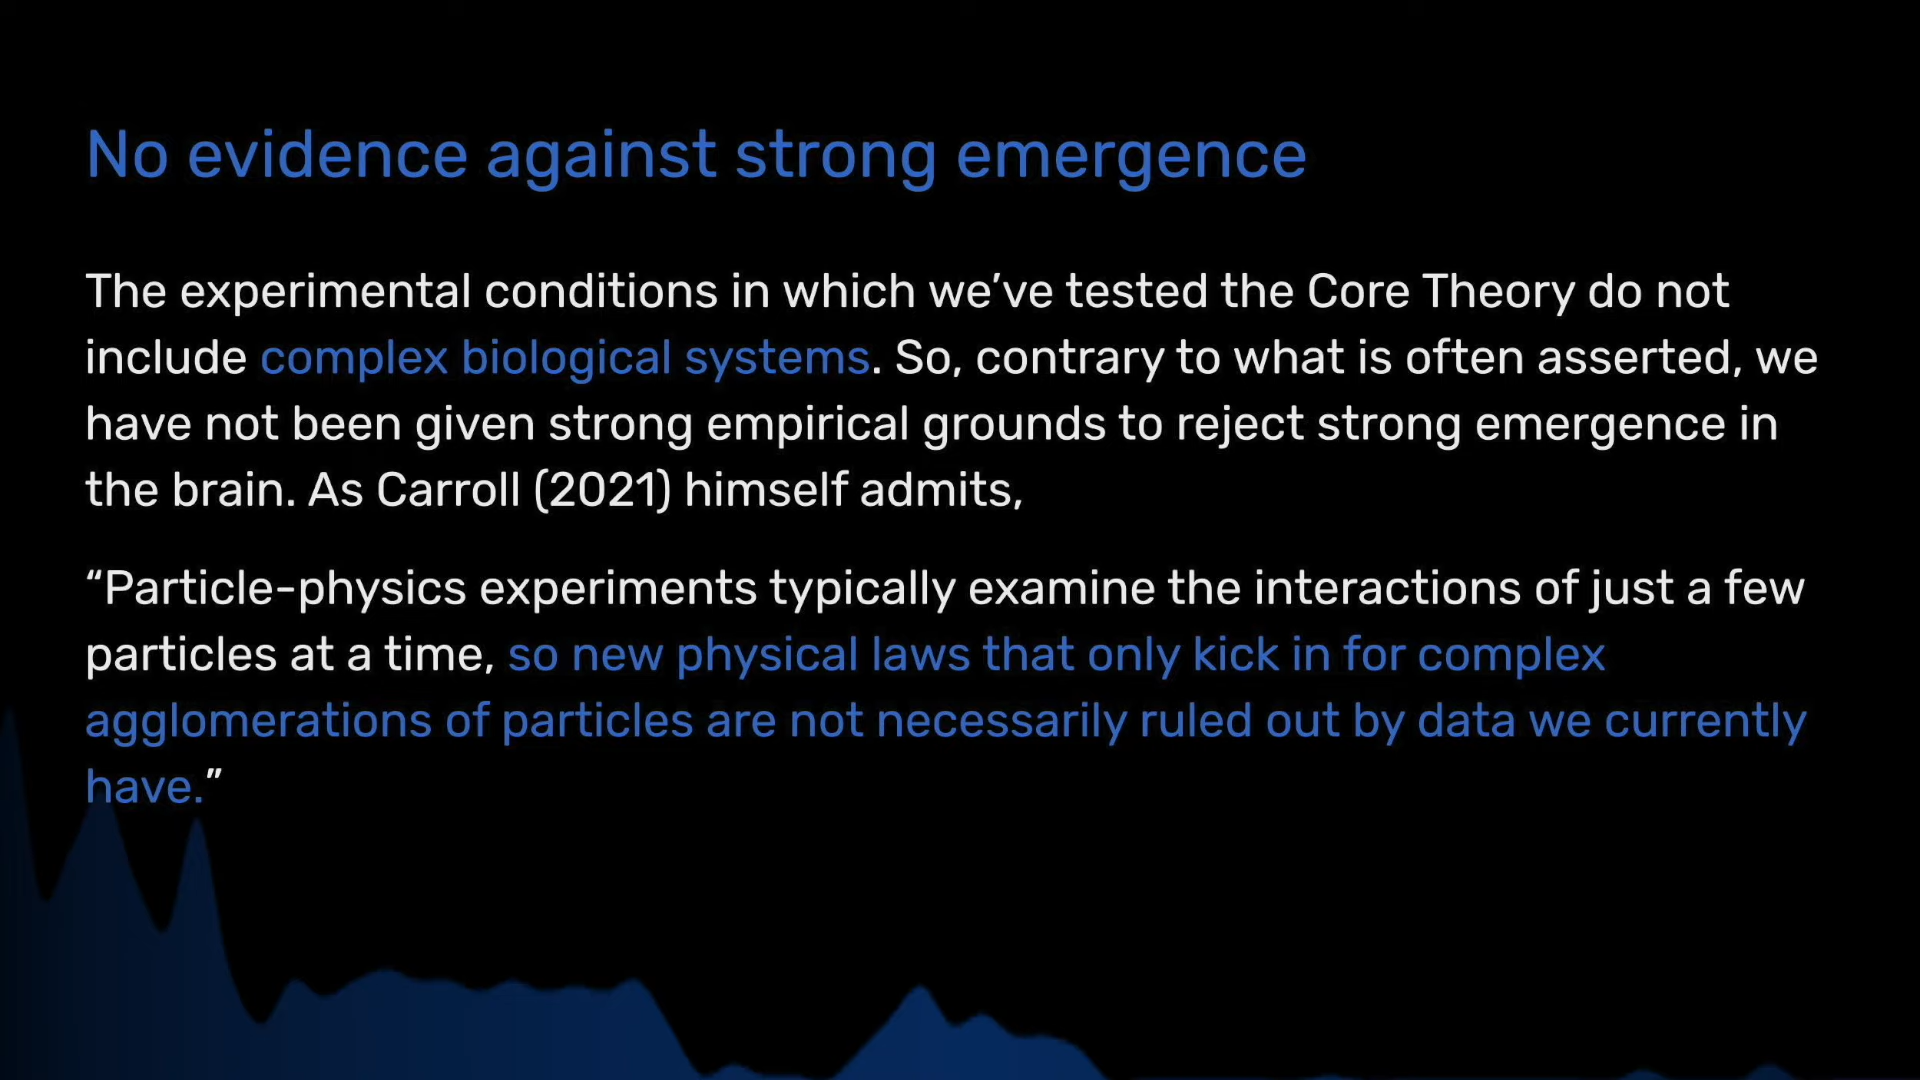 No evidence against strong emergence
The experimental conditions in which we’ve tested the Core Theory do not
include complex biological systems. So, contrary to what is often asserted, we
have not been given strong empirical grounds to reject strong emergence in
the brain. As Carroll (2021) himself admits,
“Particle-physics experiments typically examine the interactions of just a few
particles at a time, so new physical laws that only kick in for complex
agglomerations of particles are not necessarily ruled out by data we currently
have.”